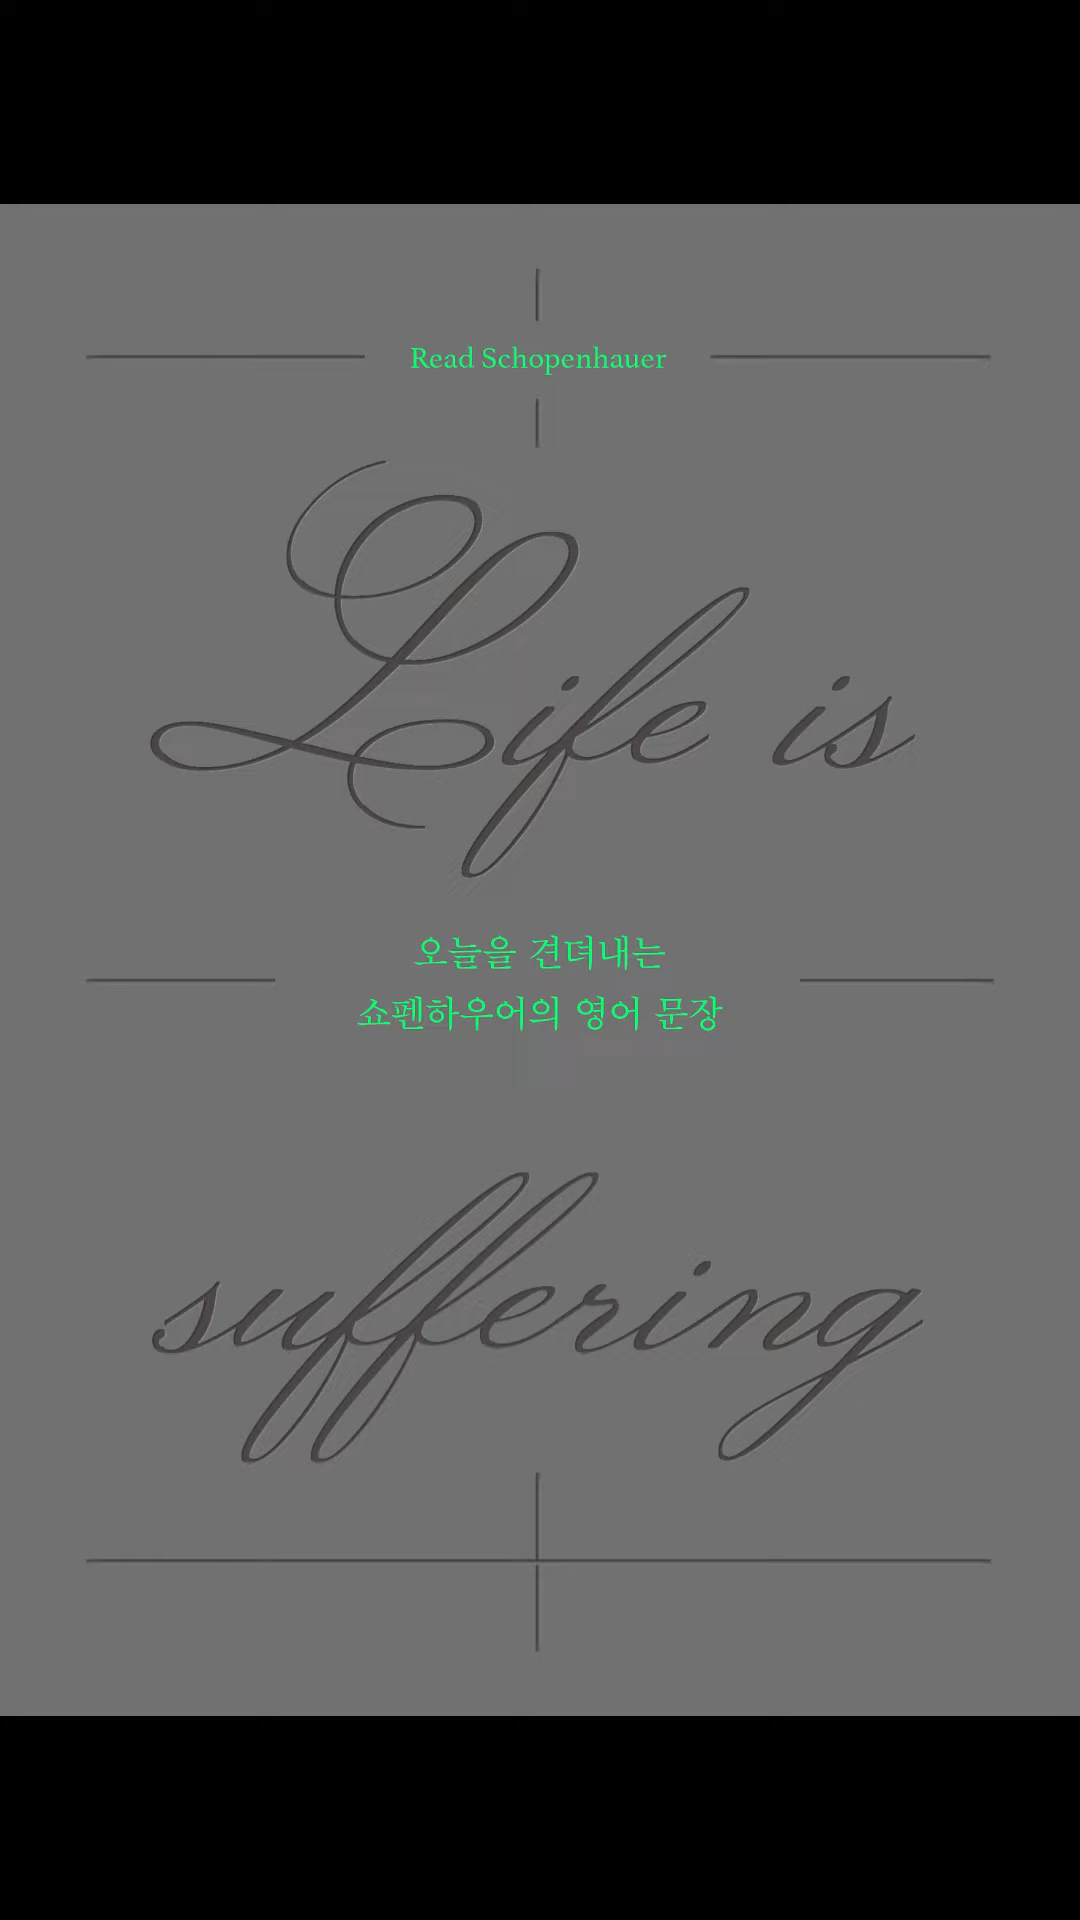 Read Schopenhauer
Life is
오늘을 견뎌내는
쇼펜하우어의 영어 문장
suffering